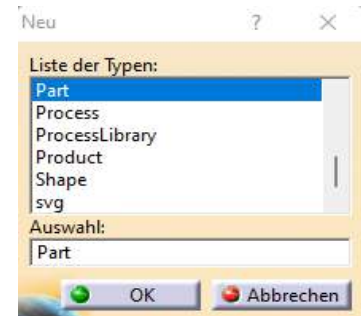 Neu ? ×
Liste der Typen:
Part
Process
ProcessLibrary
Product
Shape
svg
Auswahl:
Part
OK Abbrechen